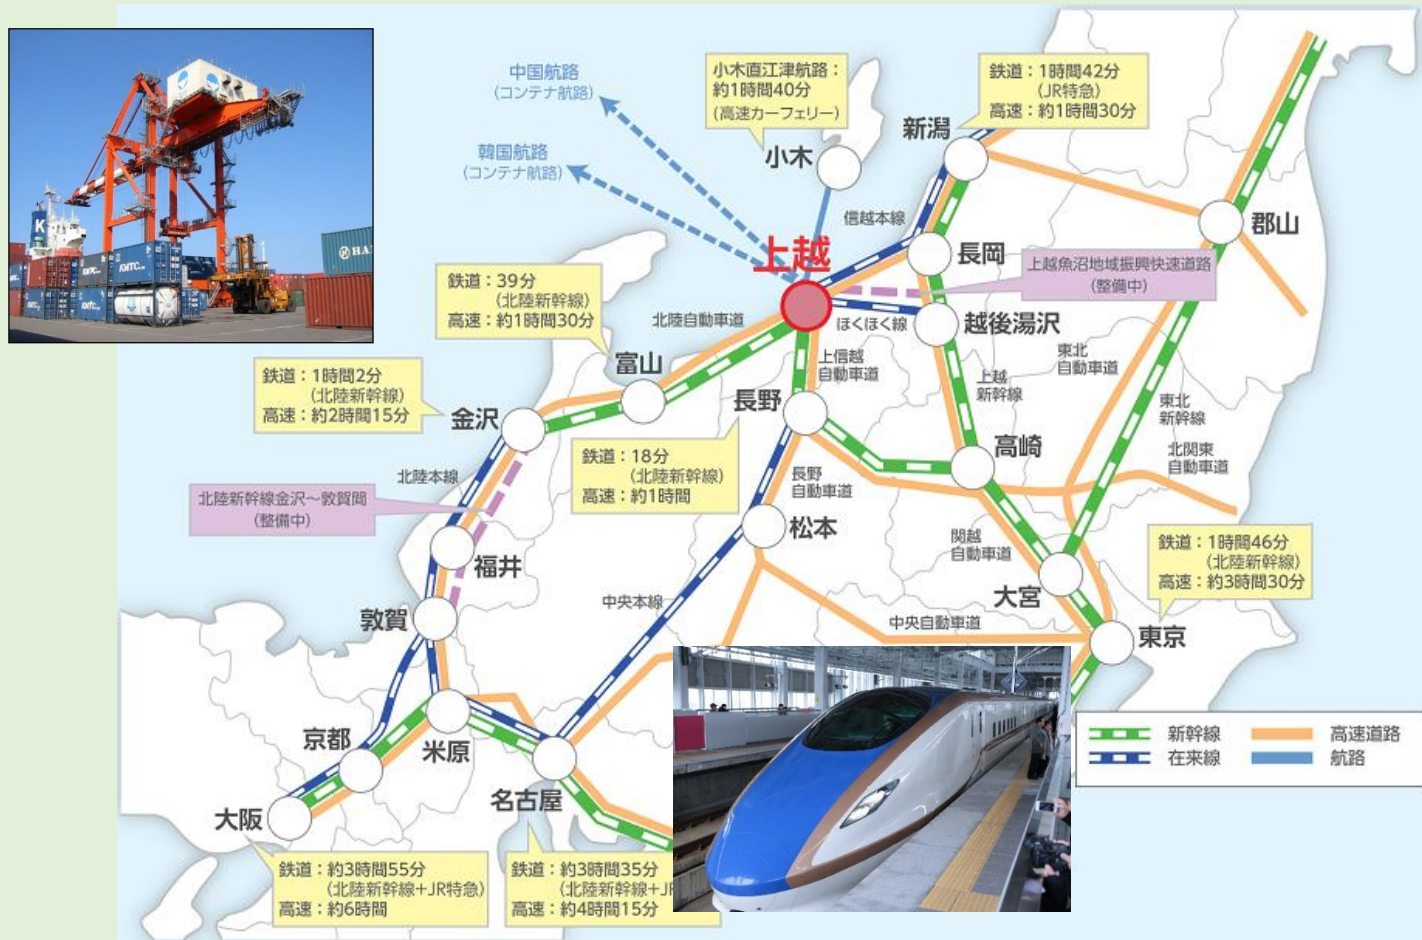 中国航路
(コンテナ航路)
韓国航路
(コンテナ航路)
小木直江津航路：
約1時間40分
(高速カーフェリー)
小木
鉄道：1時間42分
(JR特急)
高速：約1時間30分
新潟
信越本線
長岡
郡山
上越
上越魚沼地域振興快速道路
(整備中)
ほくほく線
越後湯沢
鉄道：39分
(北陸新幹線)
高速：約1時間30分
北陸自動車道
富山
上信越
自動車道
上越
新幹線
東北
自動車道
東北
新幹線
鉄道：1時間2分
(北陸新幹線)
高速：約2時間15分
金沢
長野
鉄道：18分
(北陸新幹線)
高速：約1時間
高崎
北関東
自動車道
北陸本線
長野
自動車道
北陸新幹線金沢～敦賀間
(整備中)
松本
関越
自動車道
鉄道：1時間46分
(北陸新幹線)
高速：約3時間30分
福井
大宮
敦賀
中央本線
中央自動車道
東京
京都
米原
名古屋
大阪
鉄道：約3時間55分
(北陸新幹線+JR特急)
高速：約6時間
鉄道：約3時間35分
(北陸新幹線+J
高速：約4時間15分
新幹線
高速道路
在来線
航路
K
KMTC
KMTC
KMTC
HA